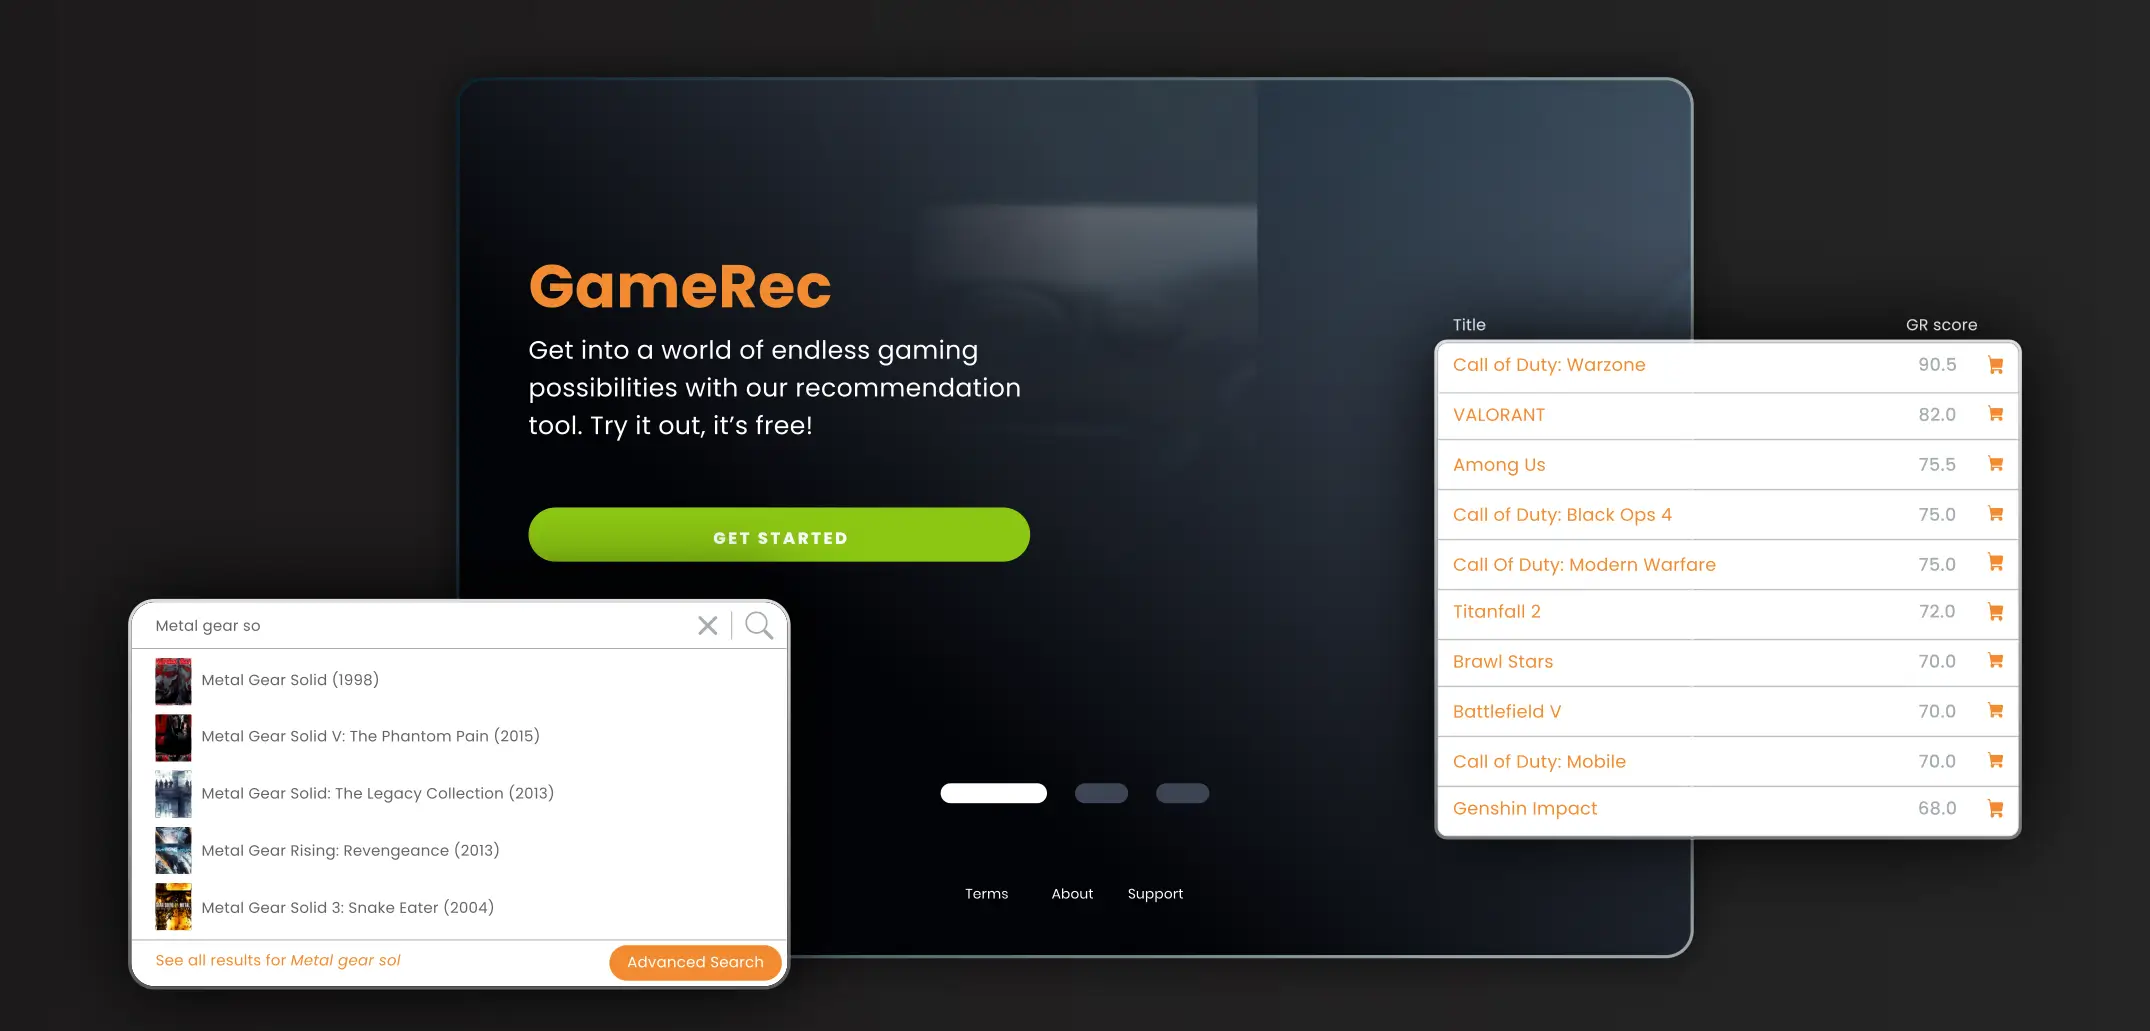 GameRec
Get into a world of endless gaming
possibilities with our recommendation
tool. Try it out, it’s free!
GET STARTED
Title GR score
Call of Duty: Warzone 90.5
VALORANT 82.0
Among Us 75.5
Call of Duty: Black Ops 4 75.0
Call Of Duty: Modern Warfare 75.0
Titanfall 2 72.0
Brawl Stars 70.0
Battlefield V 70.0
Call of Duty: Mobile 70.0
Genshin Impact 68.0
Metal gear so
Metal Gear Solid (1998)
Metal Gear Solid V: The Phantom Pain (2015)
Metal Gear Solid: The Legacy Collection (2013)
Metal Gear Rising: Revengeance (2013)
Metal Gear Solid 3: Snake Eater (2004)
See all results for Metal gear sol
Advanced Search
Terms About Support